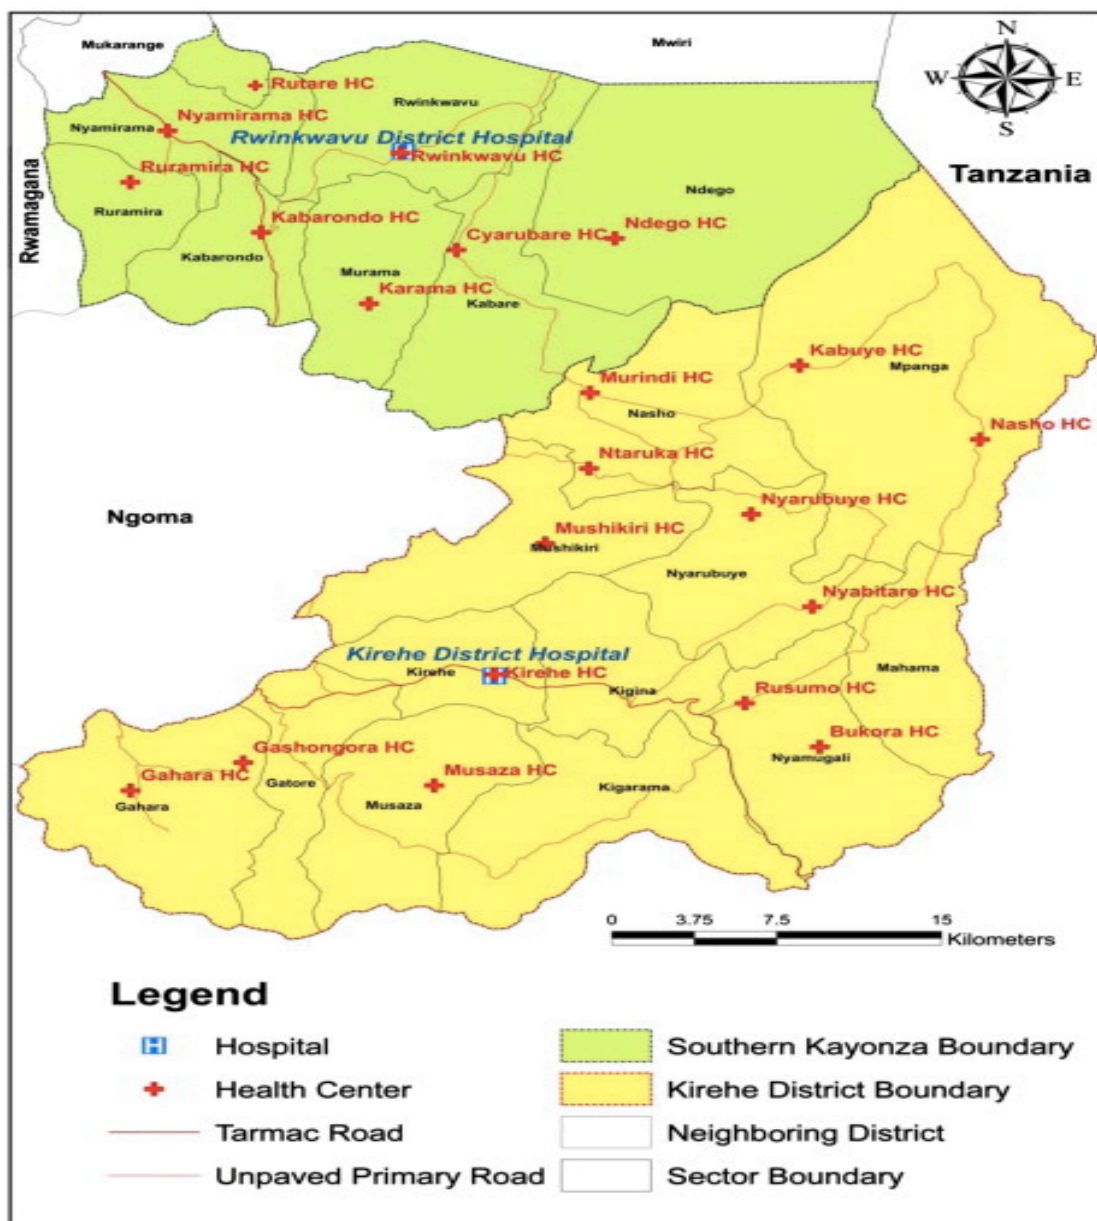 Mukarange
Mwiri
N
W
E
S
Rutare HC
Rwinkwavu
Nyamirama HC
Nyamirama
Rwinkwavu District Hospital
Rwinkwavu HC
Ruramira HC
Ndego
Tanzania
Rwamagana
Ruramira
Kabarondo HC
Cyarubare HC
Ndego HC
Kabarondo
Murama
Karama HC
Kabare
Kabuye HC
Mpanga
Murindi HC
Nasho
Nasho HC
Ntaruka HC
Nyarubuye HC
Ngoma
Mushikiri HC
Mushikiri
Nyarubuye
Nyabitare HC
Kirehe District Hospital
Kirehe
Kirehe HC
Mahama
Kigina
Rusumo HC
Bukora HC
Nyamugali
Gashongora HC
Gahara HC
Gatore
Musaza HC
Kigarama
Gahara
Musaza
0 3.75 7.5 15
Kilometers
Legend
H Hospital
Southern Kayonza Boundary
Health Center
Kirehe District Boundary
Tarmac Road
Neighboring District
Unpaved Primary Road
Sector Boundary